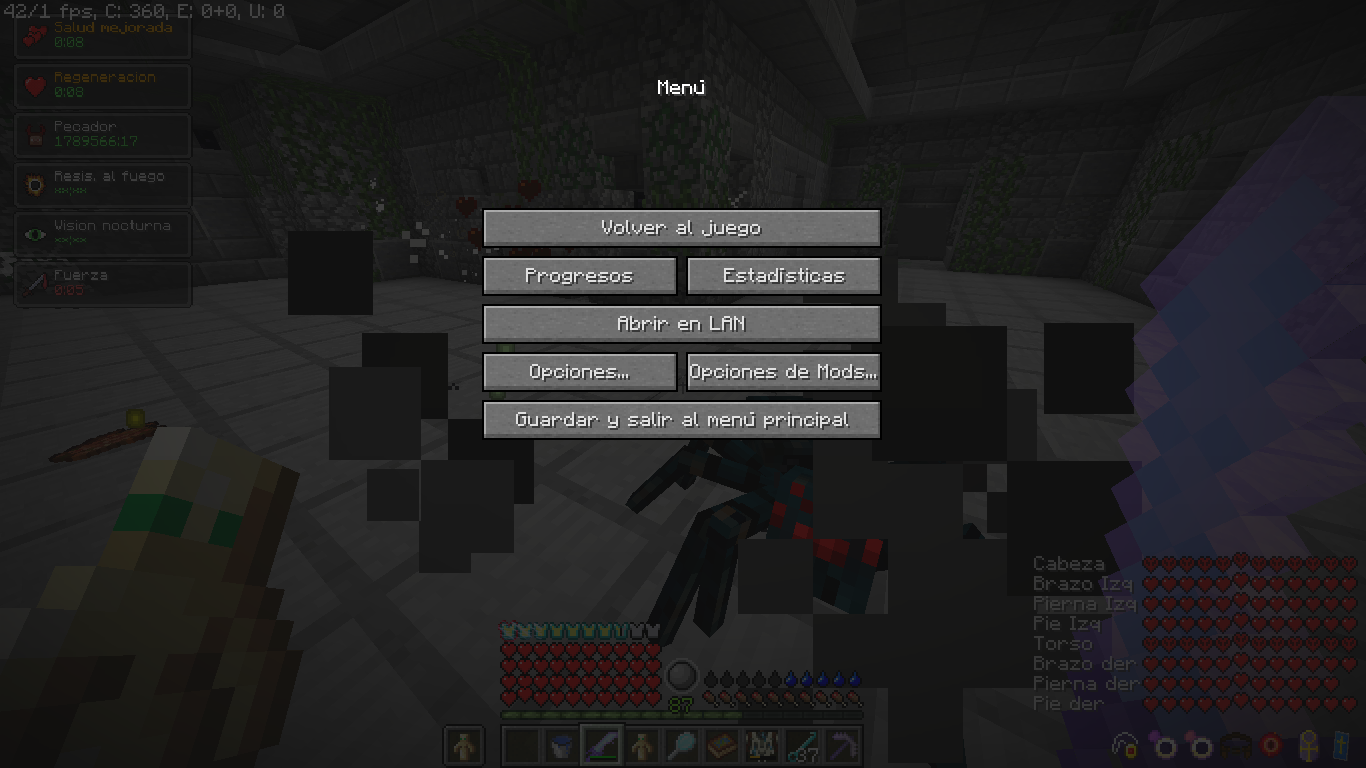 42/1 fps, C: 360, E: 0+0, U: 0
Salud mejorada
0:08
Regeneracion
0:08
Pecador
1789566:17
Resis. al fuego
**:**
Vision nocturna
**:**
Fuerza
0:05
Menú
Volver al juego
Progresos
Estadísticas
Abrir en LAN
Opciones...
Opciones de Mods...
Guardar y salir al menú principal
Cabeza
Brazo Izq
Pierna Izq
Pie Izq
Torso
Brazo der
Pierna der
Pie der
87
37